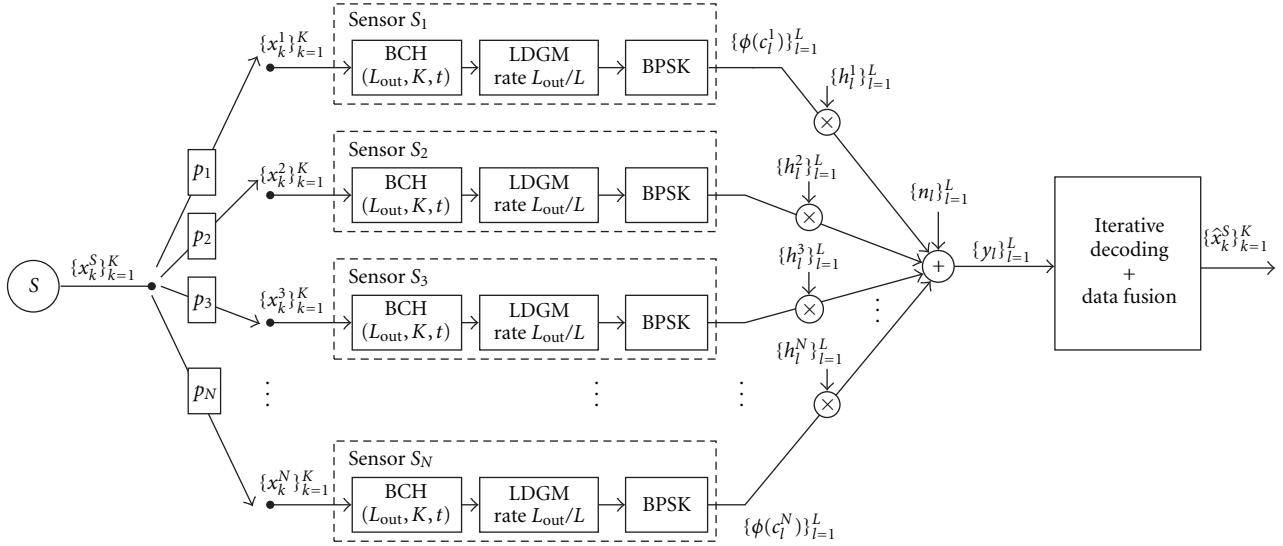 S
{x_k^S}_{k=1}^K
p_1
p_2
p_3
p_N
{x_k^1}_{k=1}^K
Sensor S_1
BCH
(L_out, K, t)
LDGM
rate L_out/L
BPSK
{ϕ(c_l^1)}_{l=1}^L
{h_l^1}_{l=1}^L
×
{x_k^2}_{k=1}^K
Sensor S_2
BCH
(L_out, K, t)
LDGM
rate L_out/L
BPSK
{h_l^2}_{l=1}^L
×
{x_k^3}_{k=1}^K
Sensor S_3
BCH
(L_out, K, t)
LDGM
rate L_out/L
BPSK
{h_l^3}_{l=1}^L
×
⋮
⋮
⋮
⋮
{x_k^N}_{k=1}^K
Sensor S_N
BCH
(L_out, K, t)
LDGM
rate L_out/L
BPSK
{ϕ(c_l^N)}_{l=1}^L
{h_l^N}_{l=1}^L
×
{n_l}_{l=1}^L
+
{y_l}_{l=1}^L
Iterative
decoding
+
data fusion
{x̂_k^S}_{k=1}^K